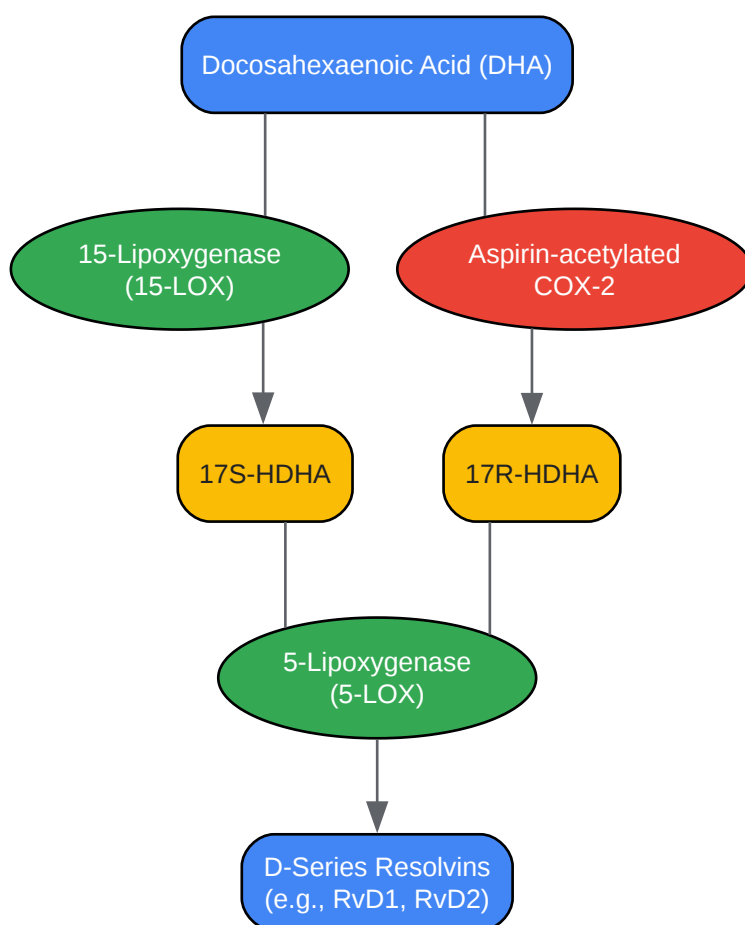 Docosahexaenoic Acid (DHA)
15-Lipoxygenase
(15-LOX)
Aspirin-acetylated
COX-2
17S-HDHA
17R-HDHA
5-Lipoxygenase
(5-LOX)
D-Series Resolvins
(e.g., RvD1, RvD2)